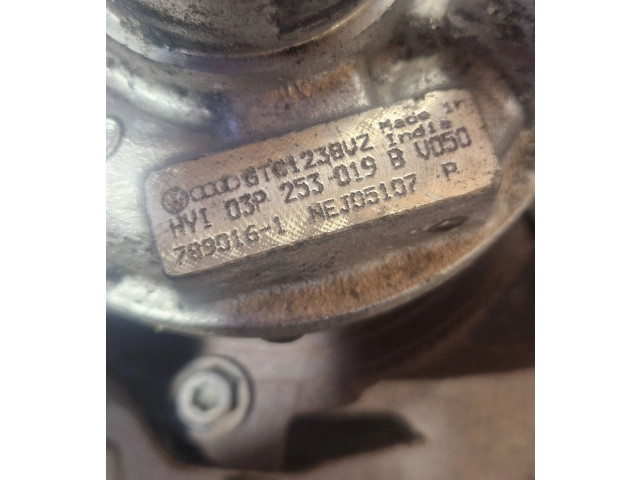 GTC1238VZ Made in India
HYI 03P 253 019 B V050
789016-1 NEJ05107 P